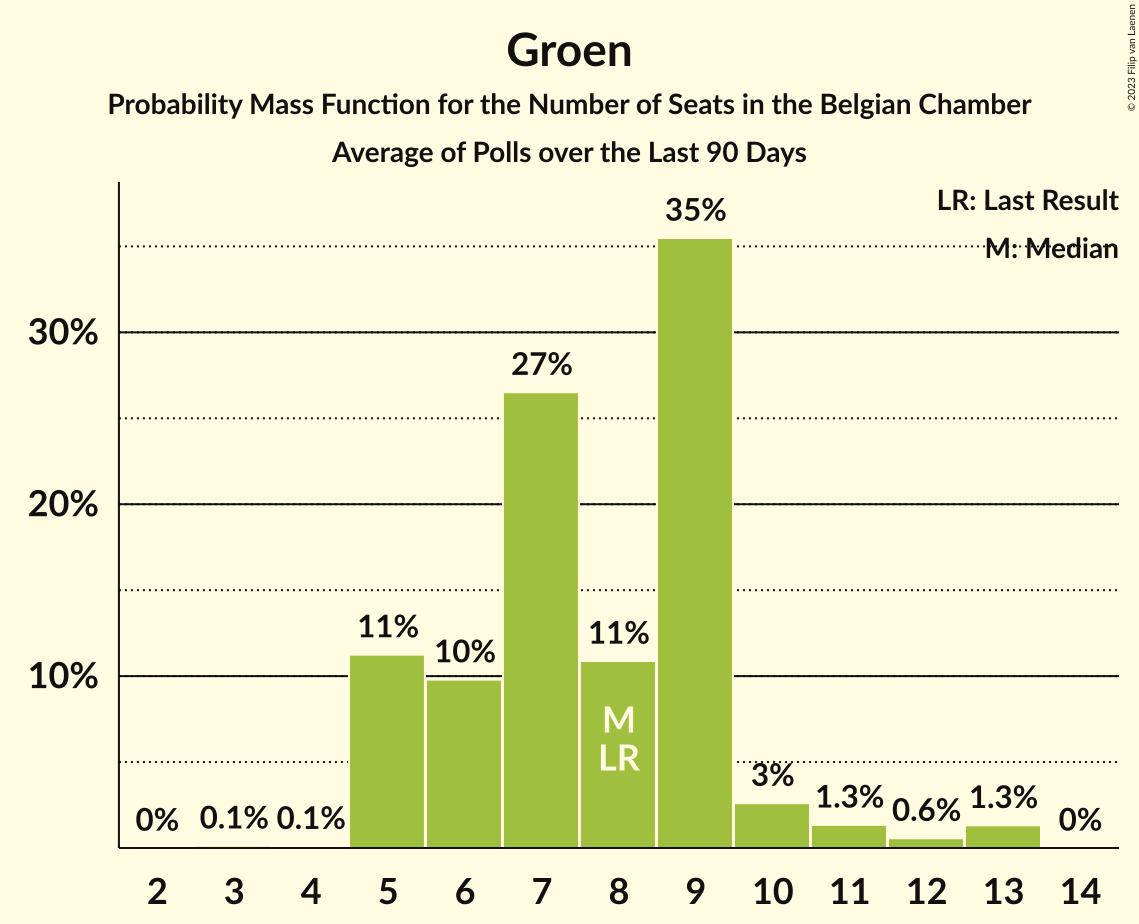 Groen
Probability Mass Function for the Number of Seats in the Belgian Chamber
Average of Polls over the Last 90 Days
© 2023 Filip van Laenen
LR: Last Result
M: Median
30%
20%
10%
0%
0.1%
0.1%
11%
10%
27%
11%
35%
3%
1.3%
0.6%
1.3%
0%
M
LR
2 3 4 5 6 7 8 9 10 11 12 13 14